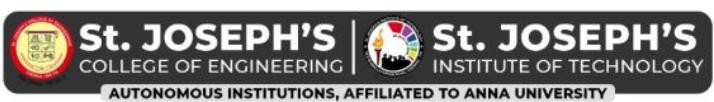 St. JOSEPH'S
COLLEGE OF ENGINEERING
St. JOSEPH'S
INSTITUTE OF TECHNOLOGY
AUTONOMOUS INSTITUTIONS, AFFILIATED TO ANNA UNIVERSITY